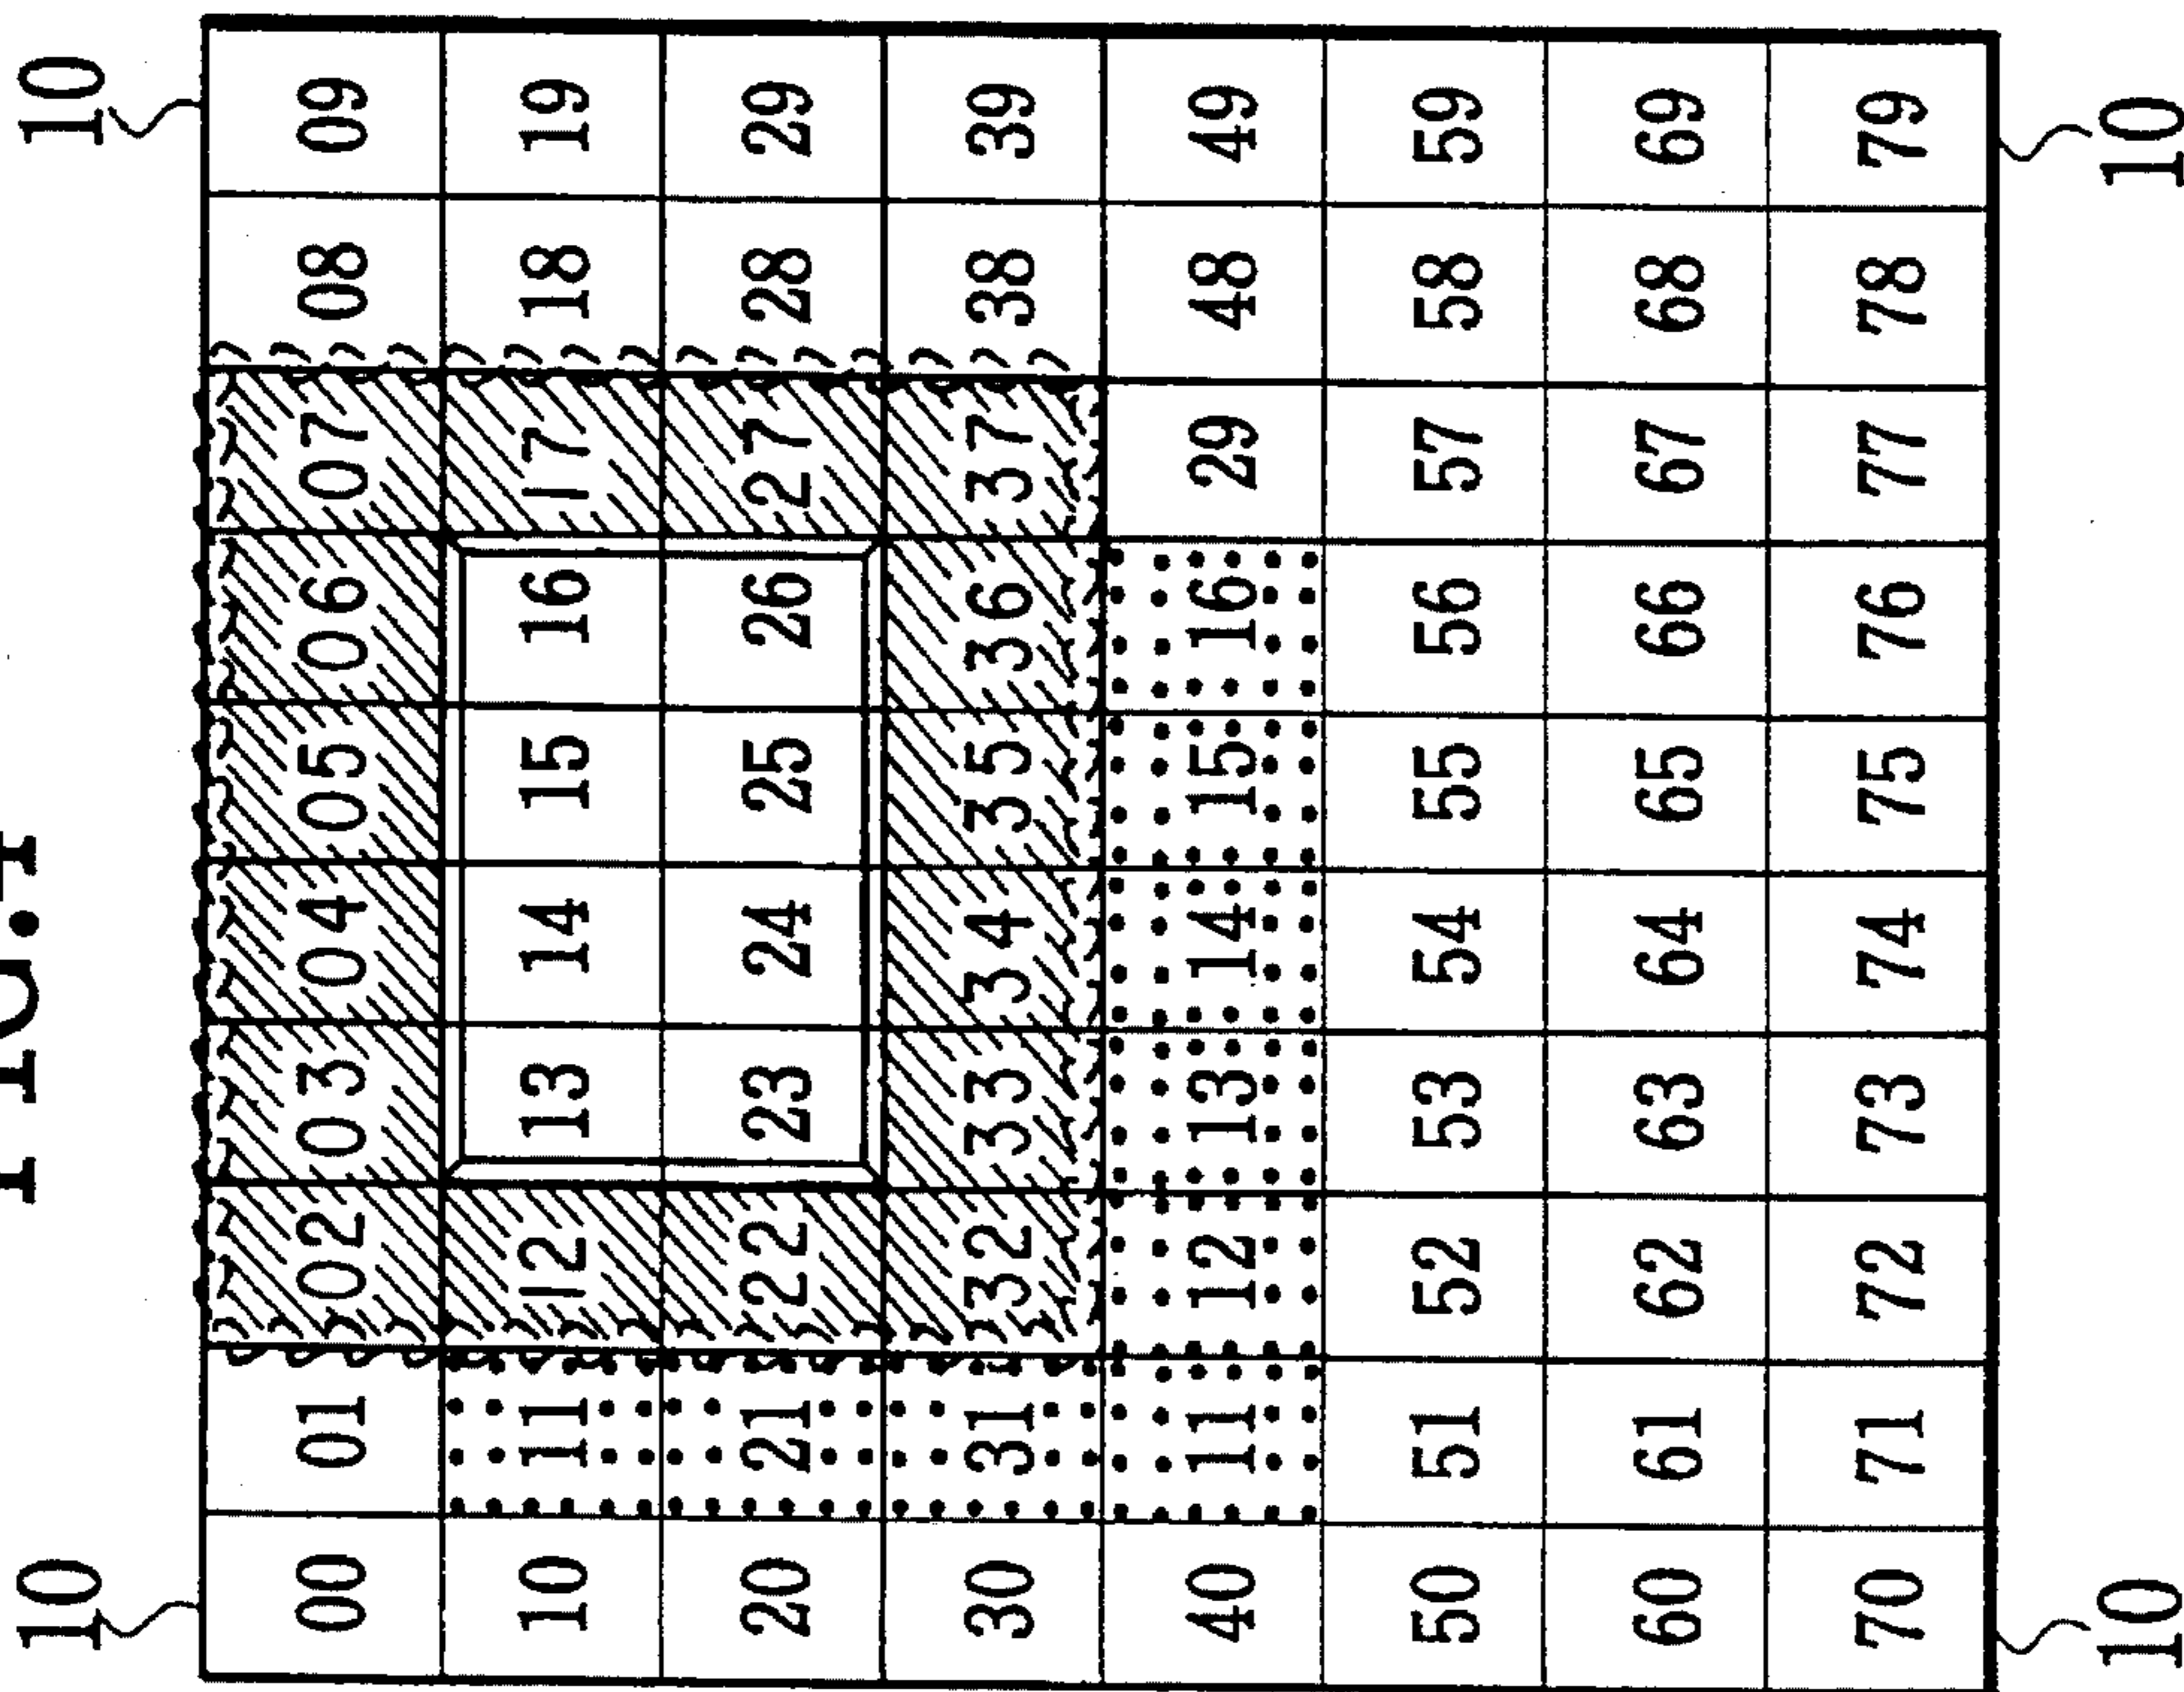 FIG.4
10 10
00 01 02 03 04 05 06 07 08 09
10 11 12 13 14 15 16 17 18 19
20 21 22 23 24 25 26 27 28 29
30 31 32 33 34 35 36 37 38 39
40 11 12 13 14 15 16 29 48 49
50 51 52 53 54 55 56 57 58 59
60 61 62 63 64 65 66 67 68 69
70 71 72 73 74 75 76 77 78 79
10 10